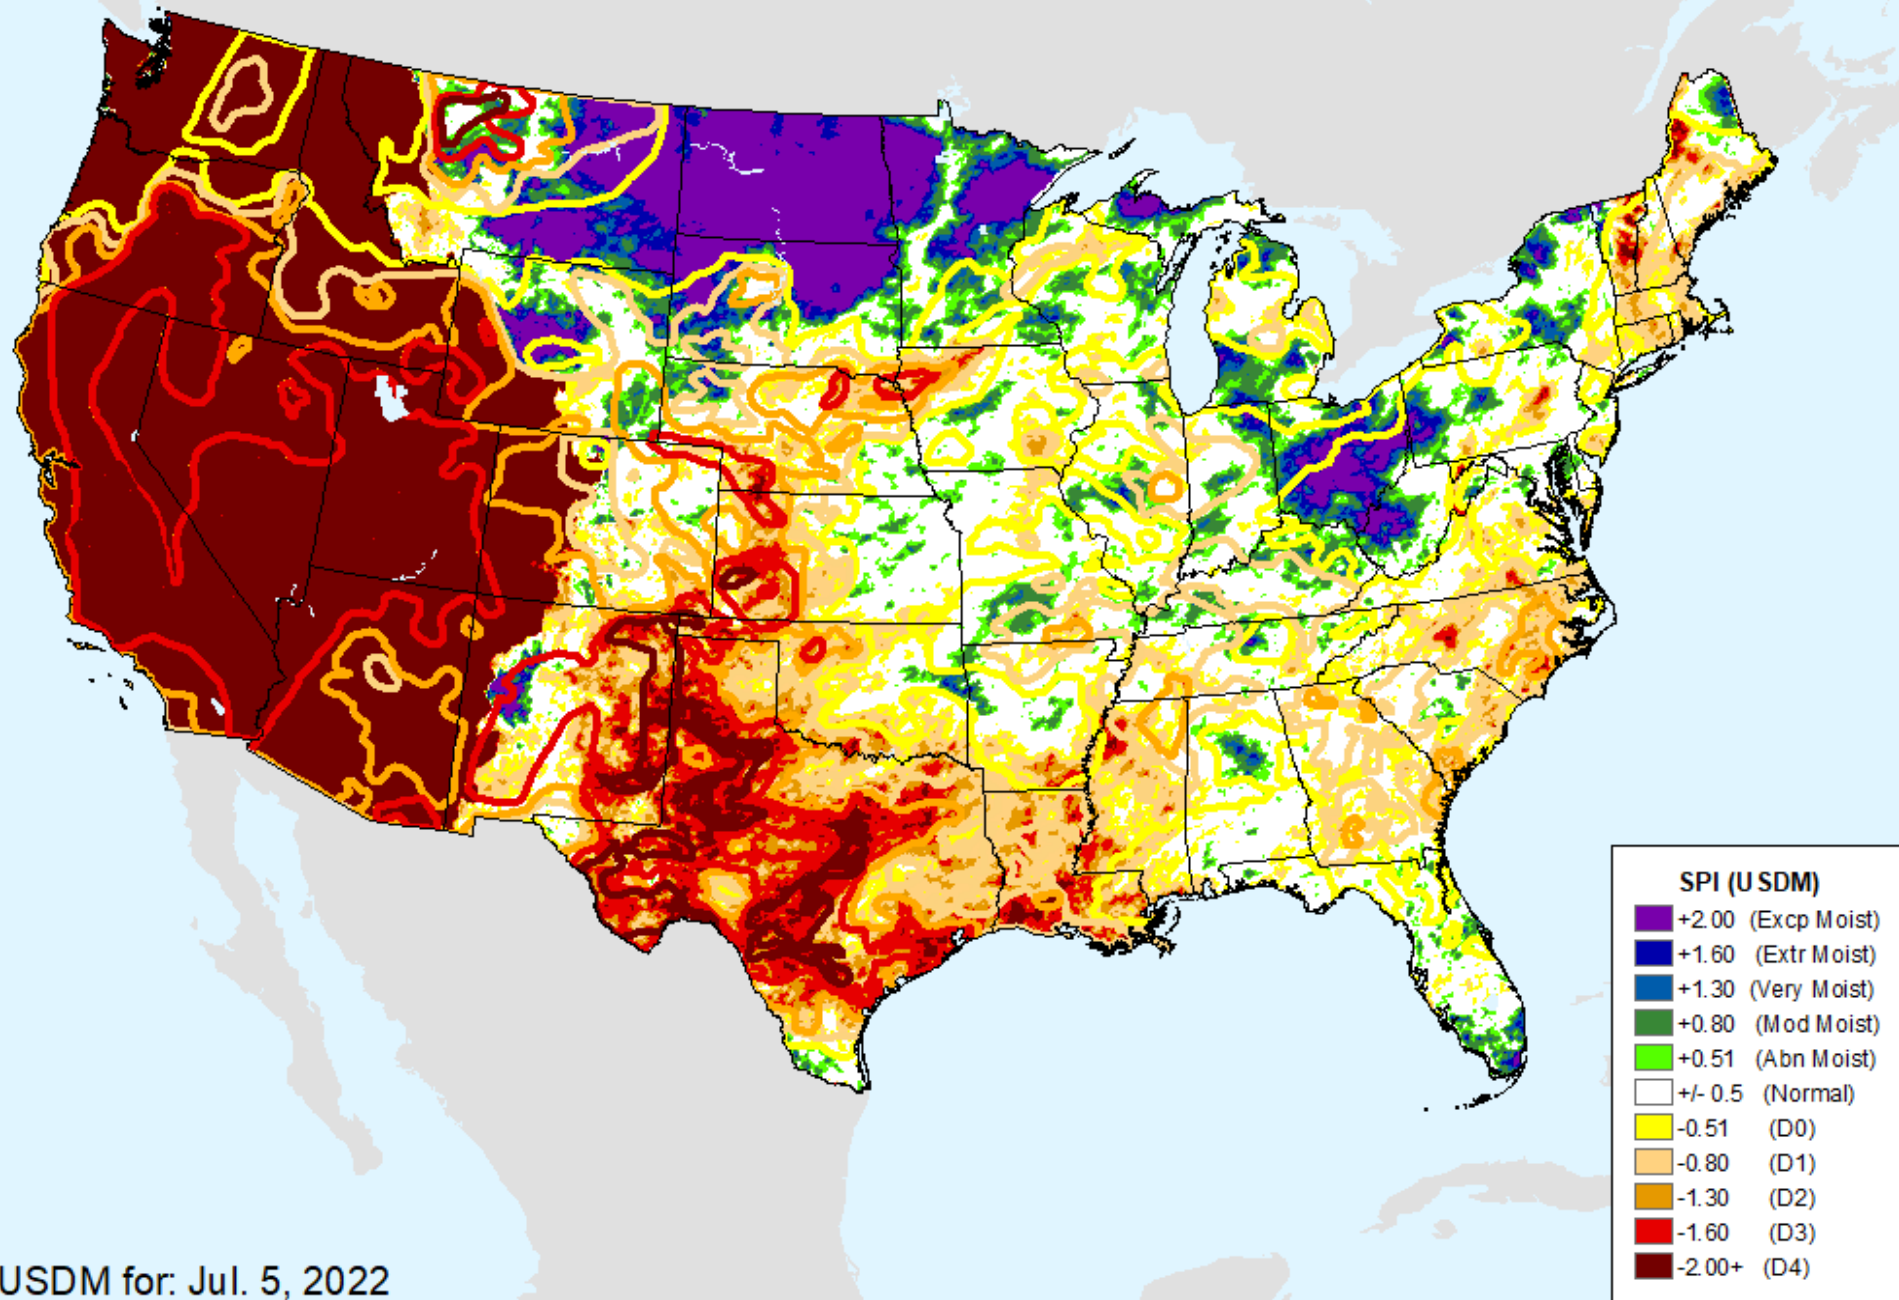 SPI (USDM)
+2.00 (Excp Moist)
+1.60 (Extr Moist)
+1.30 (Very Moist)
+0.80 (Mod Moist)
+0.51 (Abn Moist)
+/- 0.5 (Normal)
-0.51 (D0)
-0.80 (D1)
-1.30 (D2)
-1.60 (D3)
-2.00+ (D4)
USDM for: Jul. 5, 2022